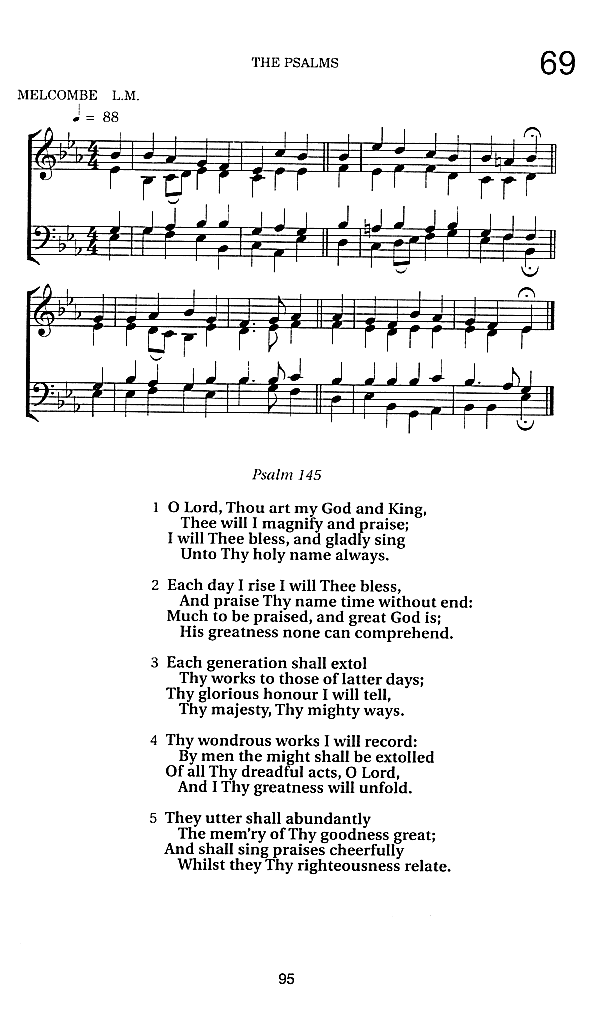 THE PSALMS
69
MELCOMBE L.M.
♩ = 88
Psalm 145
1 O Lord, Thou art my God and King,
Thee will I magnify and praise;
I will Thee bless, and gladly sing
Unto Thy holy name always.
2 Each day I rise I will Thee bless,
And praise Thy name time without end:
Much to be praised, and great God is;
His greatness none can comprehend.
3 Each generation shall extol
Thy works to those of latter days;
Thy glorious honour I will tell,
Thy majesty, Thy mighty ways.
4 Thy wondrous works I will record:
By men the might shall be extolled
Of all Thy dreadful acts, O Lord,
And I Thy greatness will unfold.
5 They utter shall abundantly
The mem'ry of Thy goodness great;
And shall sing praises cheerfully
Whilst they Thy righteousness relate.
95